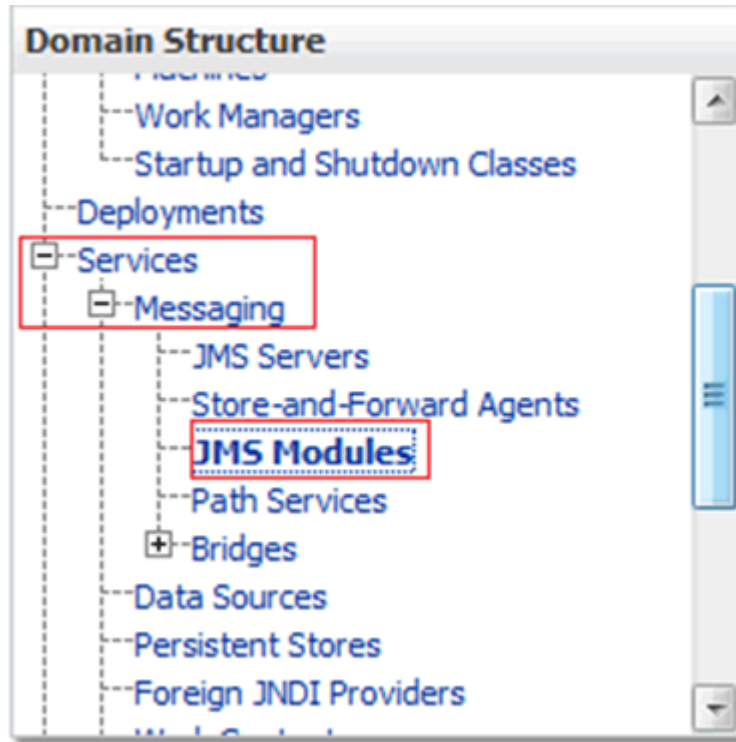 Domain Structure
Machines
Work Managers
Startup and Shutdown Classes
Deployments
Services
Messaging
JMS Servers
Store-and-Forward Agents
JMS Modules
Path Services
Bridges
Data Sources
Persistent Stores
Foreign JNDI Providers